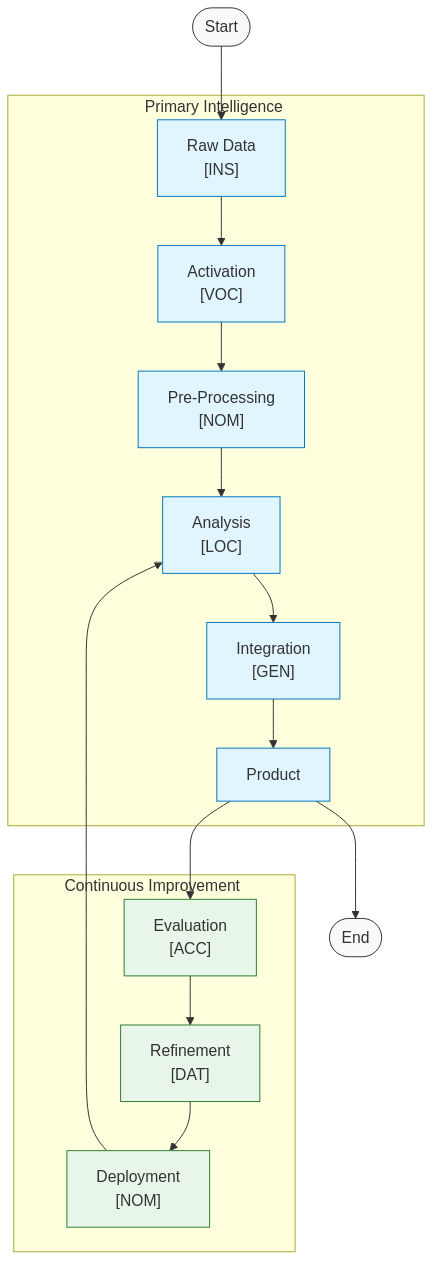 Start
Primary Intelligence
Raw Data
[INS]
Activation
[VOC]
Pre-Processing
[NOM]
Analysis
[LOC]
Integration
[GEN]
Product
Continuous Improvement
Evaluation
[ACC]
End
Refinement
[DAT]
Deployment
[NOM]